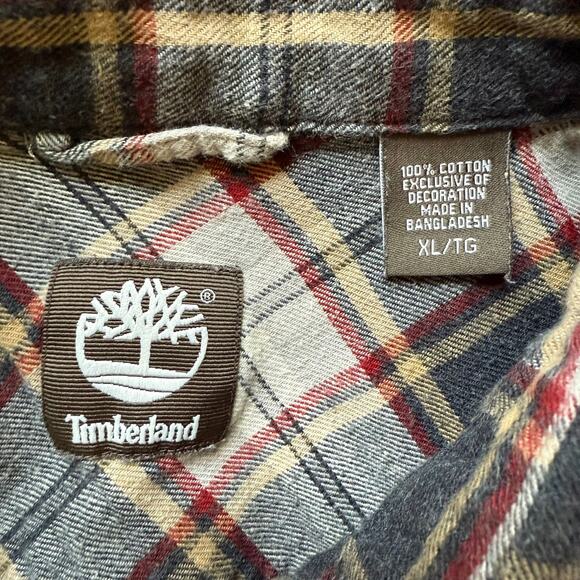 100% COTTON
EXCLUSIVE OF
DECORATION
MADE IN
BANGLADESH
XL/TG
®
Timberland